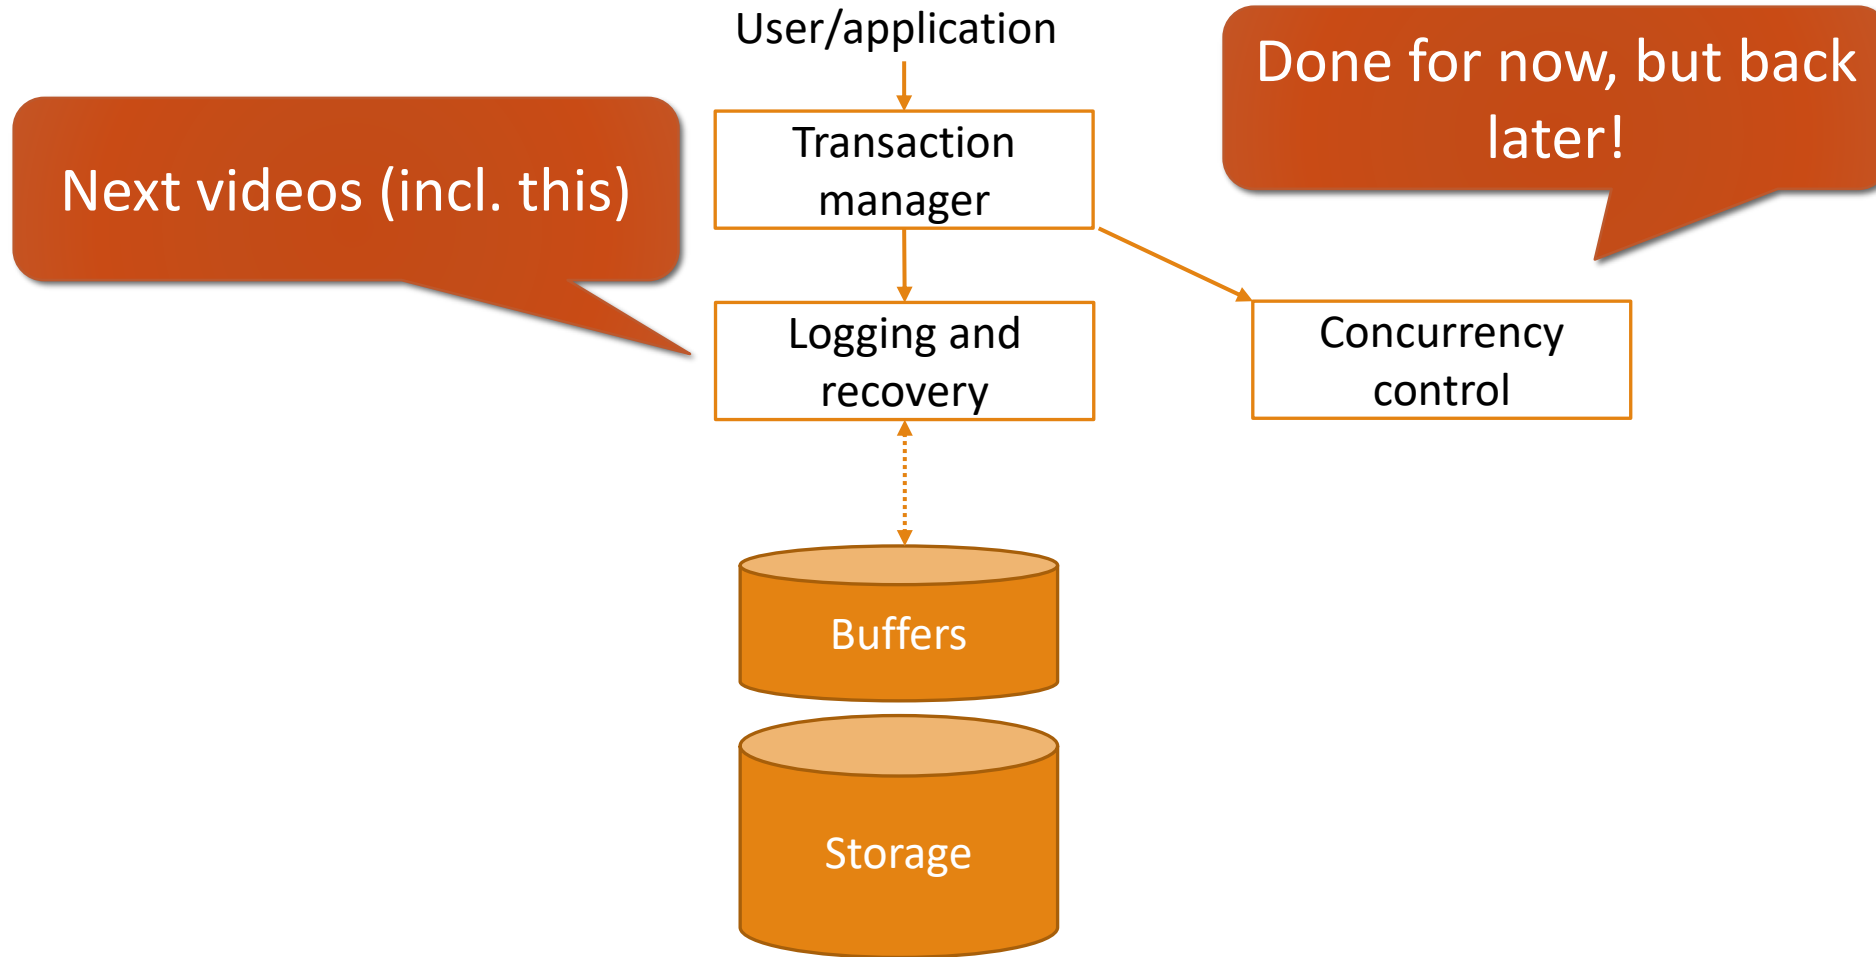 User/application
Done for now, but back
later!
Next videos (incl. this)
Transaction
manager
Logging and
recovery
Concurrency
control
Buffers
Storage